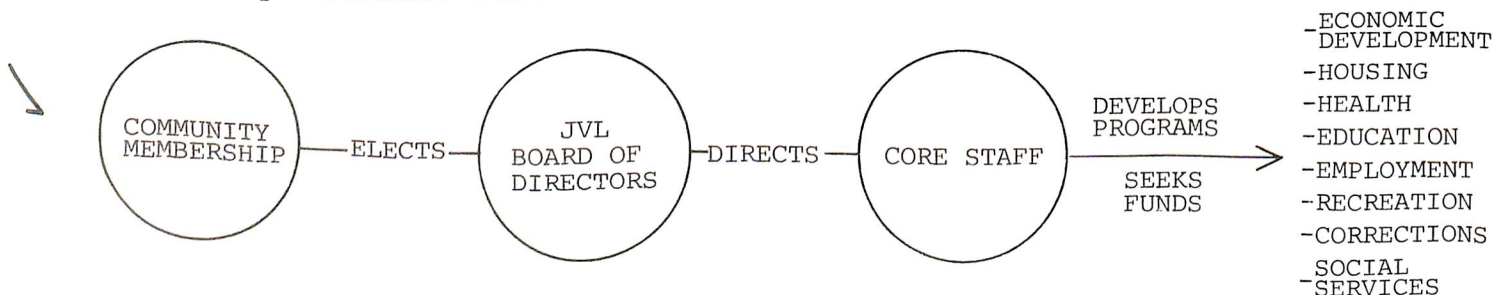 COMMUNITY
MEMBERSHIP
ELECTS
JVL
BOARD OF
DIRECTORS
DIRECTS
CORE STAFF
DEVELOPS
PROGRAMS
SEEKS
FUNDS
-ECONOMIC
DEVELOPMENT
-HOUSING
-HEALTH
-EDUCATION
-EMPLOYMENT
-RECREATION
-CORRECTIONS
-SOCIAL
SERVICES